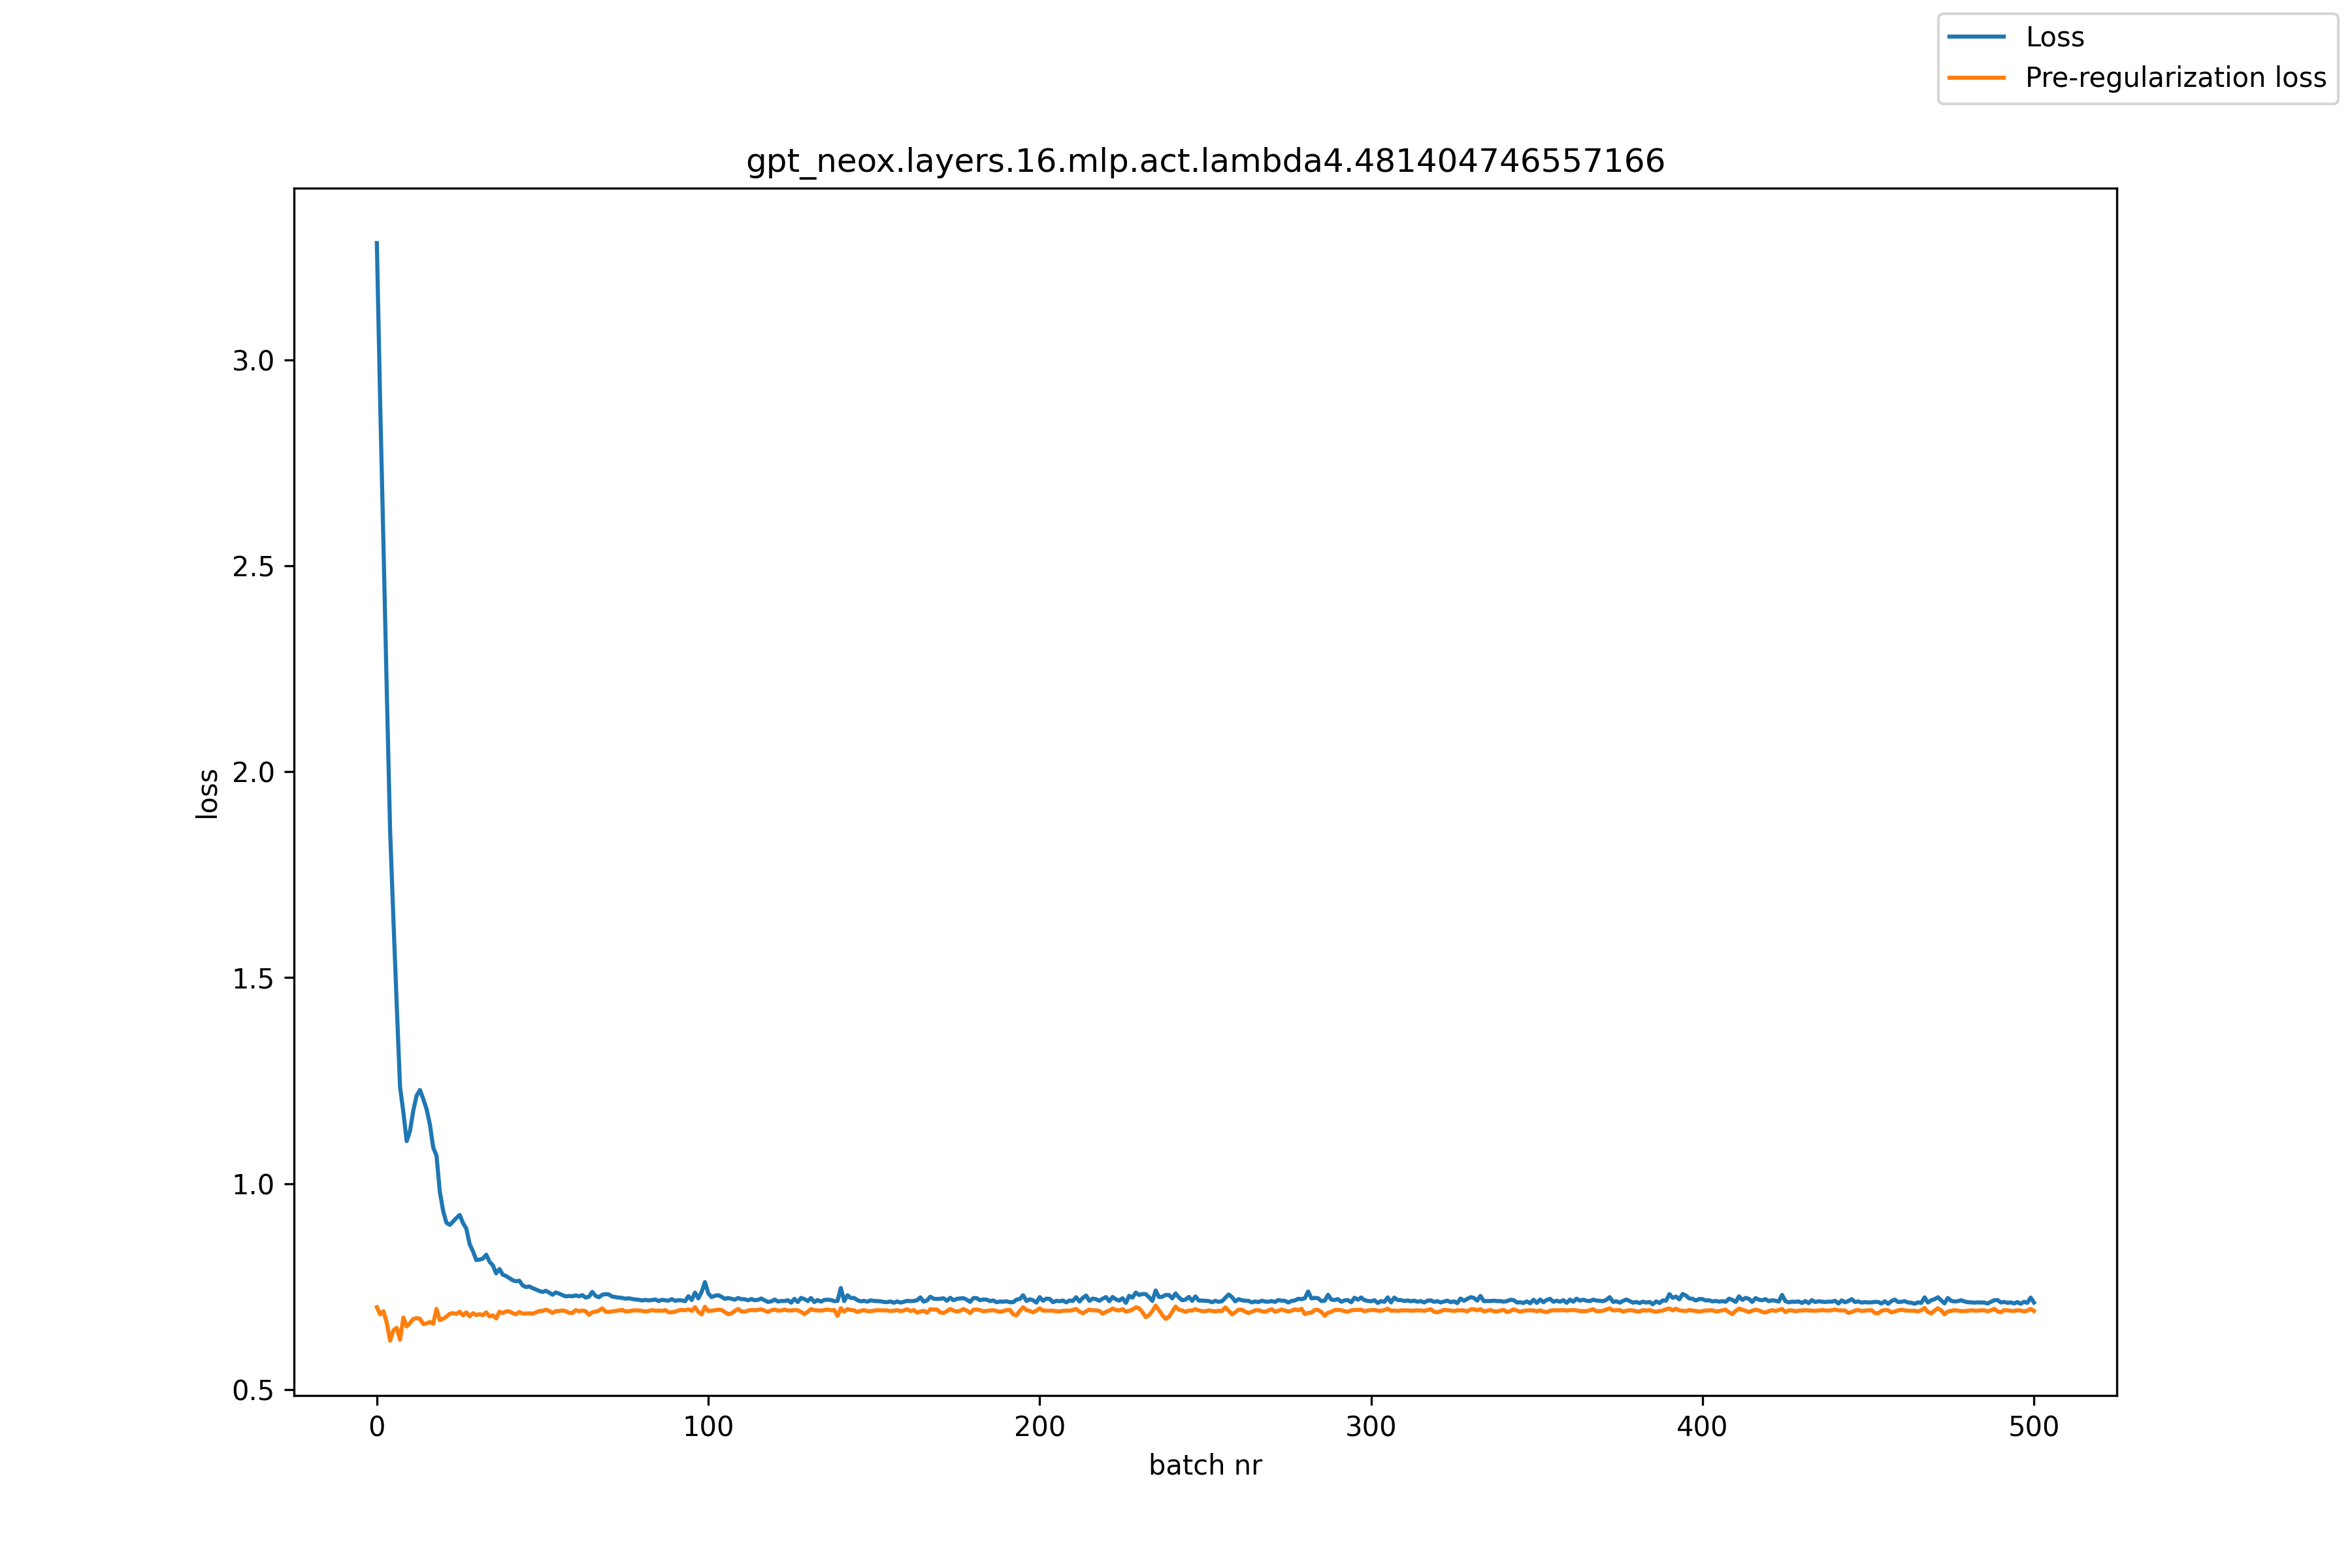 Loss
Pre-regularization loss
gpt_neox.layers.16.mlp.act.lambda4.481404746557166
3.0
2.5
2.0
1.5
1.0
0.5
loss
0 100 200 300 400 500
batch nr